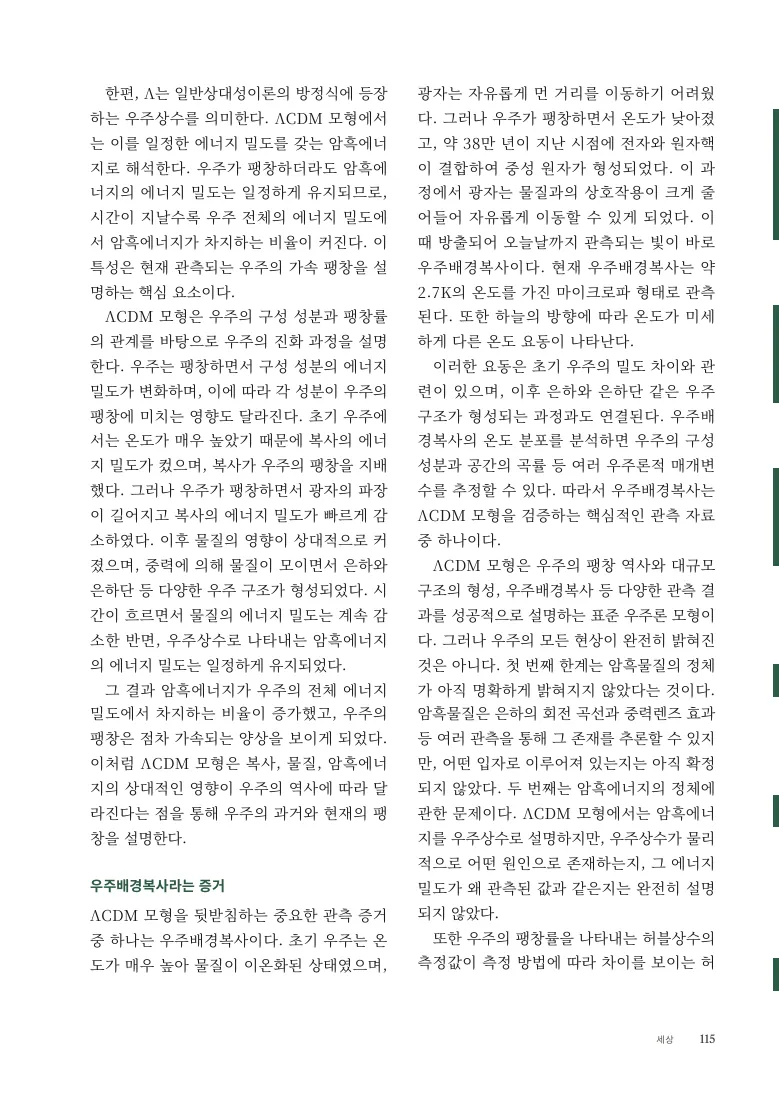 한편, Λ는 일반상대성이론의 방정식에 등장
하는 우주상수를 의미한다. ΛCDM 모형에서
는 이를 일정한 에너지 밀도를 갖는 암흑에너
지로 해석한다. 우주가 팽창하더라도 암흑에
너지의 에너지 밀도는 일정하게 유지되므로,
시간이 지날수록 우주 전체의 에너지 밀도에
서 암흑에너지가 차지하는 비율이 커진다. 이
특성은 현재 관측되는 우주의 가속 팽창을 설
명하는 핵심 요소이다.
ΛCDM 모형은 우주의 구성 성분과 팽창률
의 관계를 바탕으로 우주의 진화 과정을 설명
한다. 우주는 팽창하면서 구성 성분의 에너지
밀도가 변화하며, 이에 따라 각 성분이 우주의
팽창에 미치는 영향도 달라진다. 초기 우주에
서는 온도가 매우 높았기 때문에 복사의 에너
지 밀도가 컸으며, 복사가 우주의 팽창을 지배
했다. 그러나 우주가 팽창하면서 광자의 파장
이 길어지고 복사의 에너지 밀도가 빠르게 감
소하였다. 이후 물질의 영향이 상대적으로 커
졌으며, 중력에 의해 물질이 모이면서 은하와
은하단 등 다양한 우주 구조가 형성되었다. 시
간이 흐르면서 물질의 에너지 밀도는 계속 감
소한 반면, 우주상수로 나타내는 암흑에너지
의 에너지 밀도는 일정하게 유지되었다.
그 결과 암흑에너지가 우주의 전체 에너지
밀도에서 차지하는 비율이 증가했고, 우주의
팽창은 점차 가속되는 양상을 보이게 되었다.
이처럼 ΛCDM 모형은 복사, 물질, 암흑에너
지의 상대적인 영향이 우주의 역사에 따라 달
라진다는 점을 통해 우주의 과거와 현재의 팽
창을 설명한다.
우주배경복사라는 증거
ΛCDM 모형을 뒷받침하는 중요한 관측 증거
중 하나는 우주배경복사이다. 초기 우주는 온
도가 매우 높아 물질이 이온화된 상태였으며,
광자는 자유롭게 먼 거리를 이동하기 어려웠
다. 그러나 우주가 팽창하면서 온도가 낮아졌
고, 약 38만 년이 지난 시점에 전자와 원자핵
이 결합하여 중성 원자가 형성되었다. 이 과
정에서 광자는 물질과의 상호작용이 크게 줄
어들어 자유롭게 이동할 수 있게 되었다. 이
때 방출되어 오늘날까지 관측되는 빛이 바로
우주배경복사이다. 현재 우주배경복사는 약
2.7K의 온도를 가진 마이크로파 형태로 관측
된다. 또한 하늘의 방향에 따라 온도가 미세
하게 다른 온도 요동이 나타난다.
이러한 요동은 초기 우주의 밀도 차이와 관
련이 있으며, 이후 은하와 은하단 같은 우주
구조가 형성되는 과정과도 연결된다. 우주배
경복사의 온도 분포를 분석하면 우주의 구성
성분과 공간의 곡률 등 여러 우주론적 매개변
수를 추정할 수 있다. 따라서 우주배경복사는
ΛCDM 모형을 검증하는 핵심적인 관측 자료
중 하나이다.
ΛCDM 모형은 우주의 팽창 역사와 대규모
구조의 형성, 우주배경복사 등 다양한 관측 결
과를 성공적으로 설명하는 표준 우주론 모형이
다. 그러나 우주의 모든 현상이 완전히 밝혀진
것은 아니다. 첫 번째 한계는 암흑물질의 정체
가 아직 명확하게 밝혀지지 않았다는 것이다.
암흑물질은 은하의 회전 곡선과 중력렌즈 효과
등 여러 관측을 통해 그 존재를 추론할 수 있지
만, 어떤 입자로 이루어져 있는지는 아직 확정
되지 않았다. 두 번째는 암흑에너지의 정체에
관한 문제이다. ΛCDM 모형에서는 암흑에너
지를 우주상수로 설명하지만, 우주상수가 물리
적으로 어떤 원인으로 존재하는지, 그 에너지
밀도가 왜 관측된 값과 같은지는 완전히 설명
되지 않았다.
또한 우주의 팽창률을 나타내는 허블상수의
측정값이 측정 방법에 따라 차이를 보이는 허
세상 115